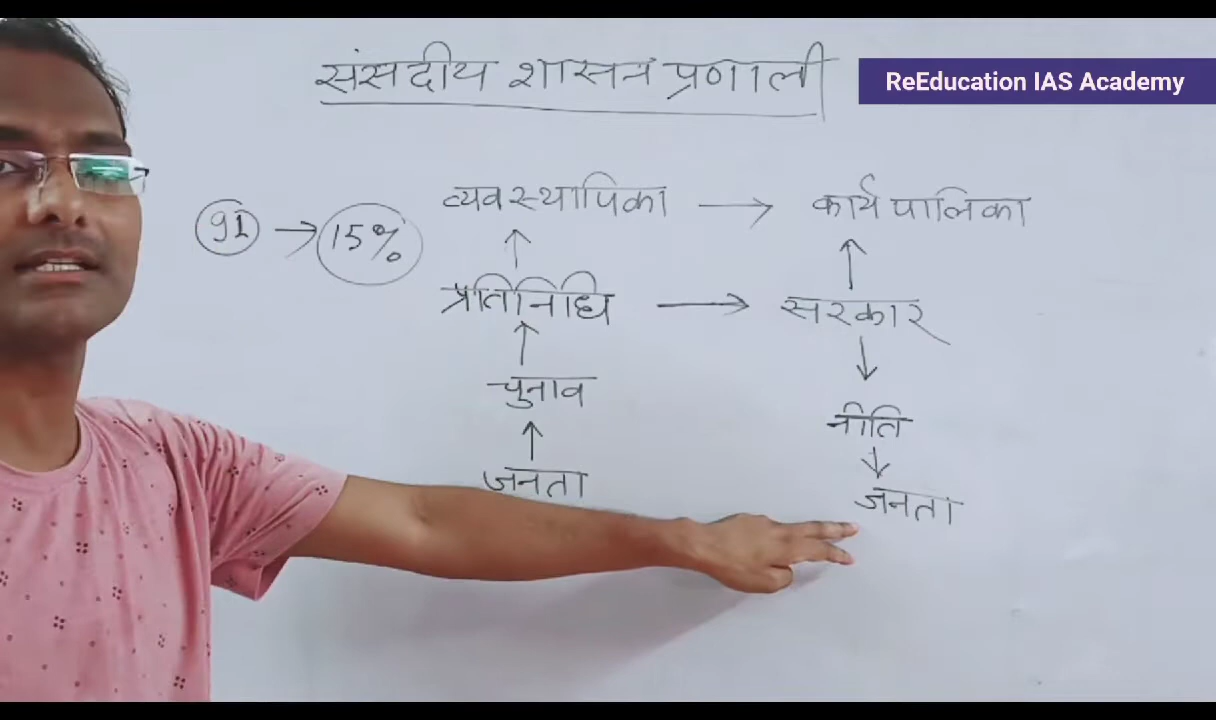 संसदीय शासन प्रणाली
ReEducation IAS Academy
व्यवस्थापिका → कार्यपालिका
91 → 15%
↑ ↑
प्रतिनिधि → सरकार
↑ ↓
चुनाव
नीति
↑ ↓
जनता
जनता